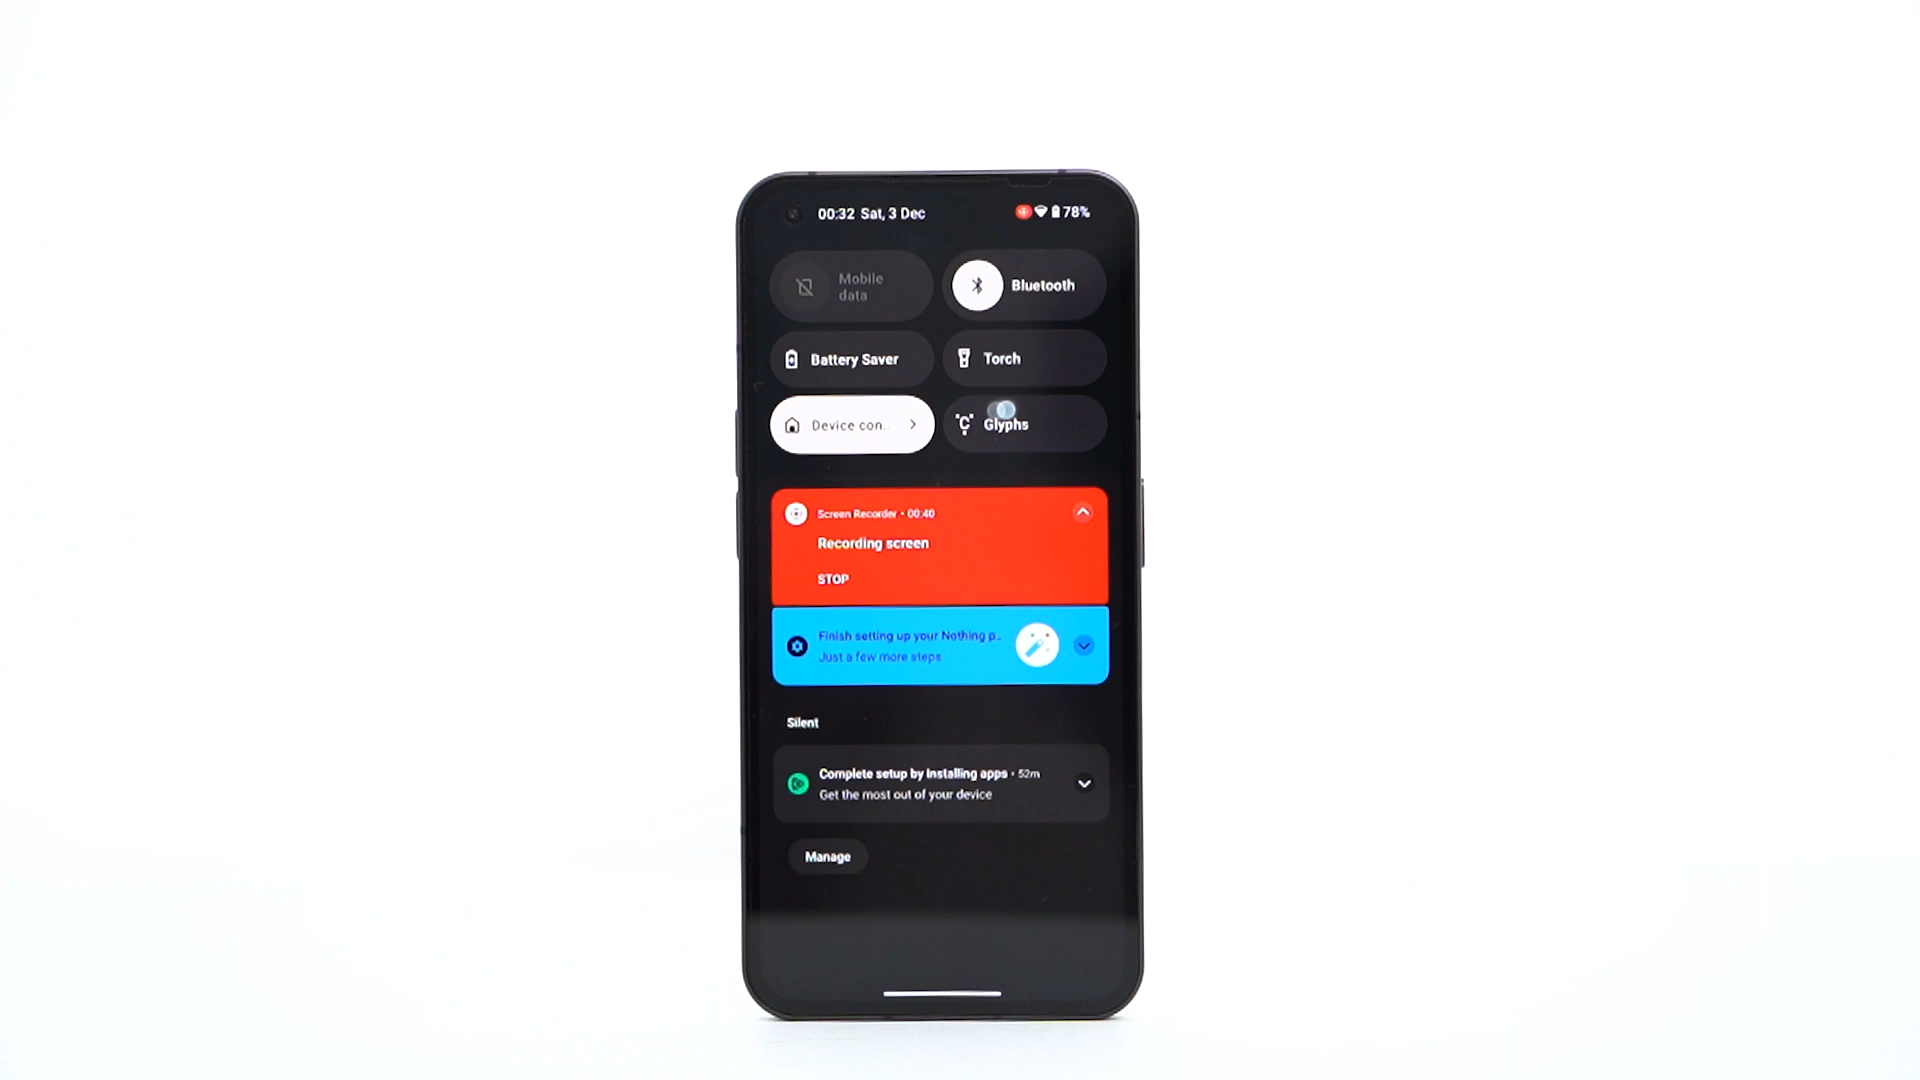 00:32 Sat, 3 Dec
78%
Mobile
data
Bluetooth
Battery Saver
Torch
Device con..
Glyphs
Screen Recorder • 00:40
Recording screen
STOP
Finish setting up your Nothing p..
Just a few more steps
Silent
Complete setup by installing apps • 52m
Get the most out of your device
Manage